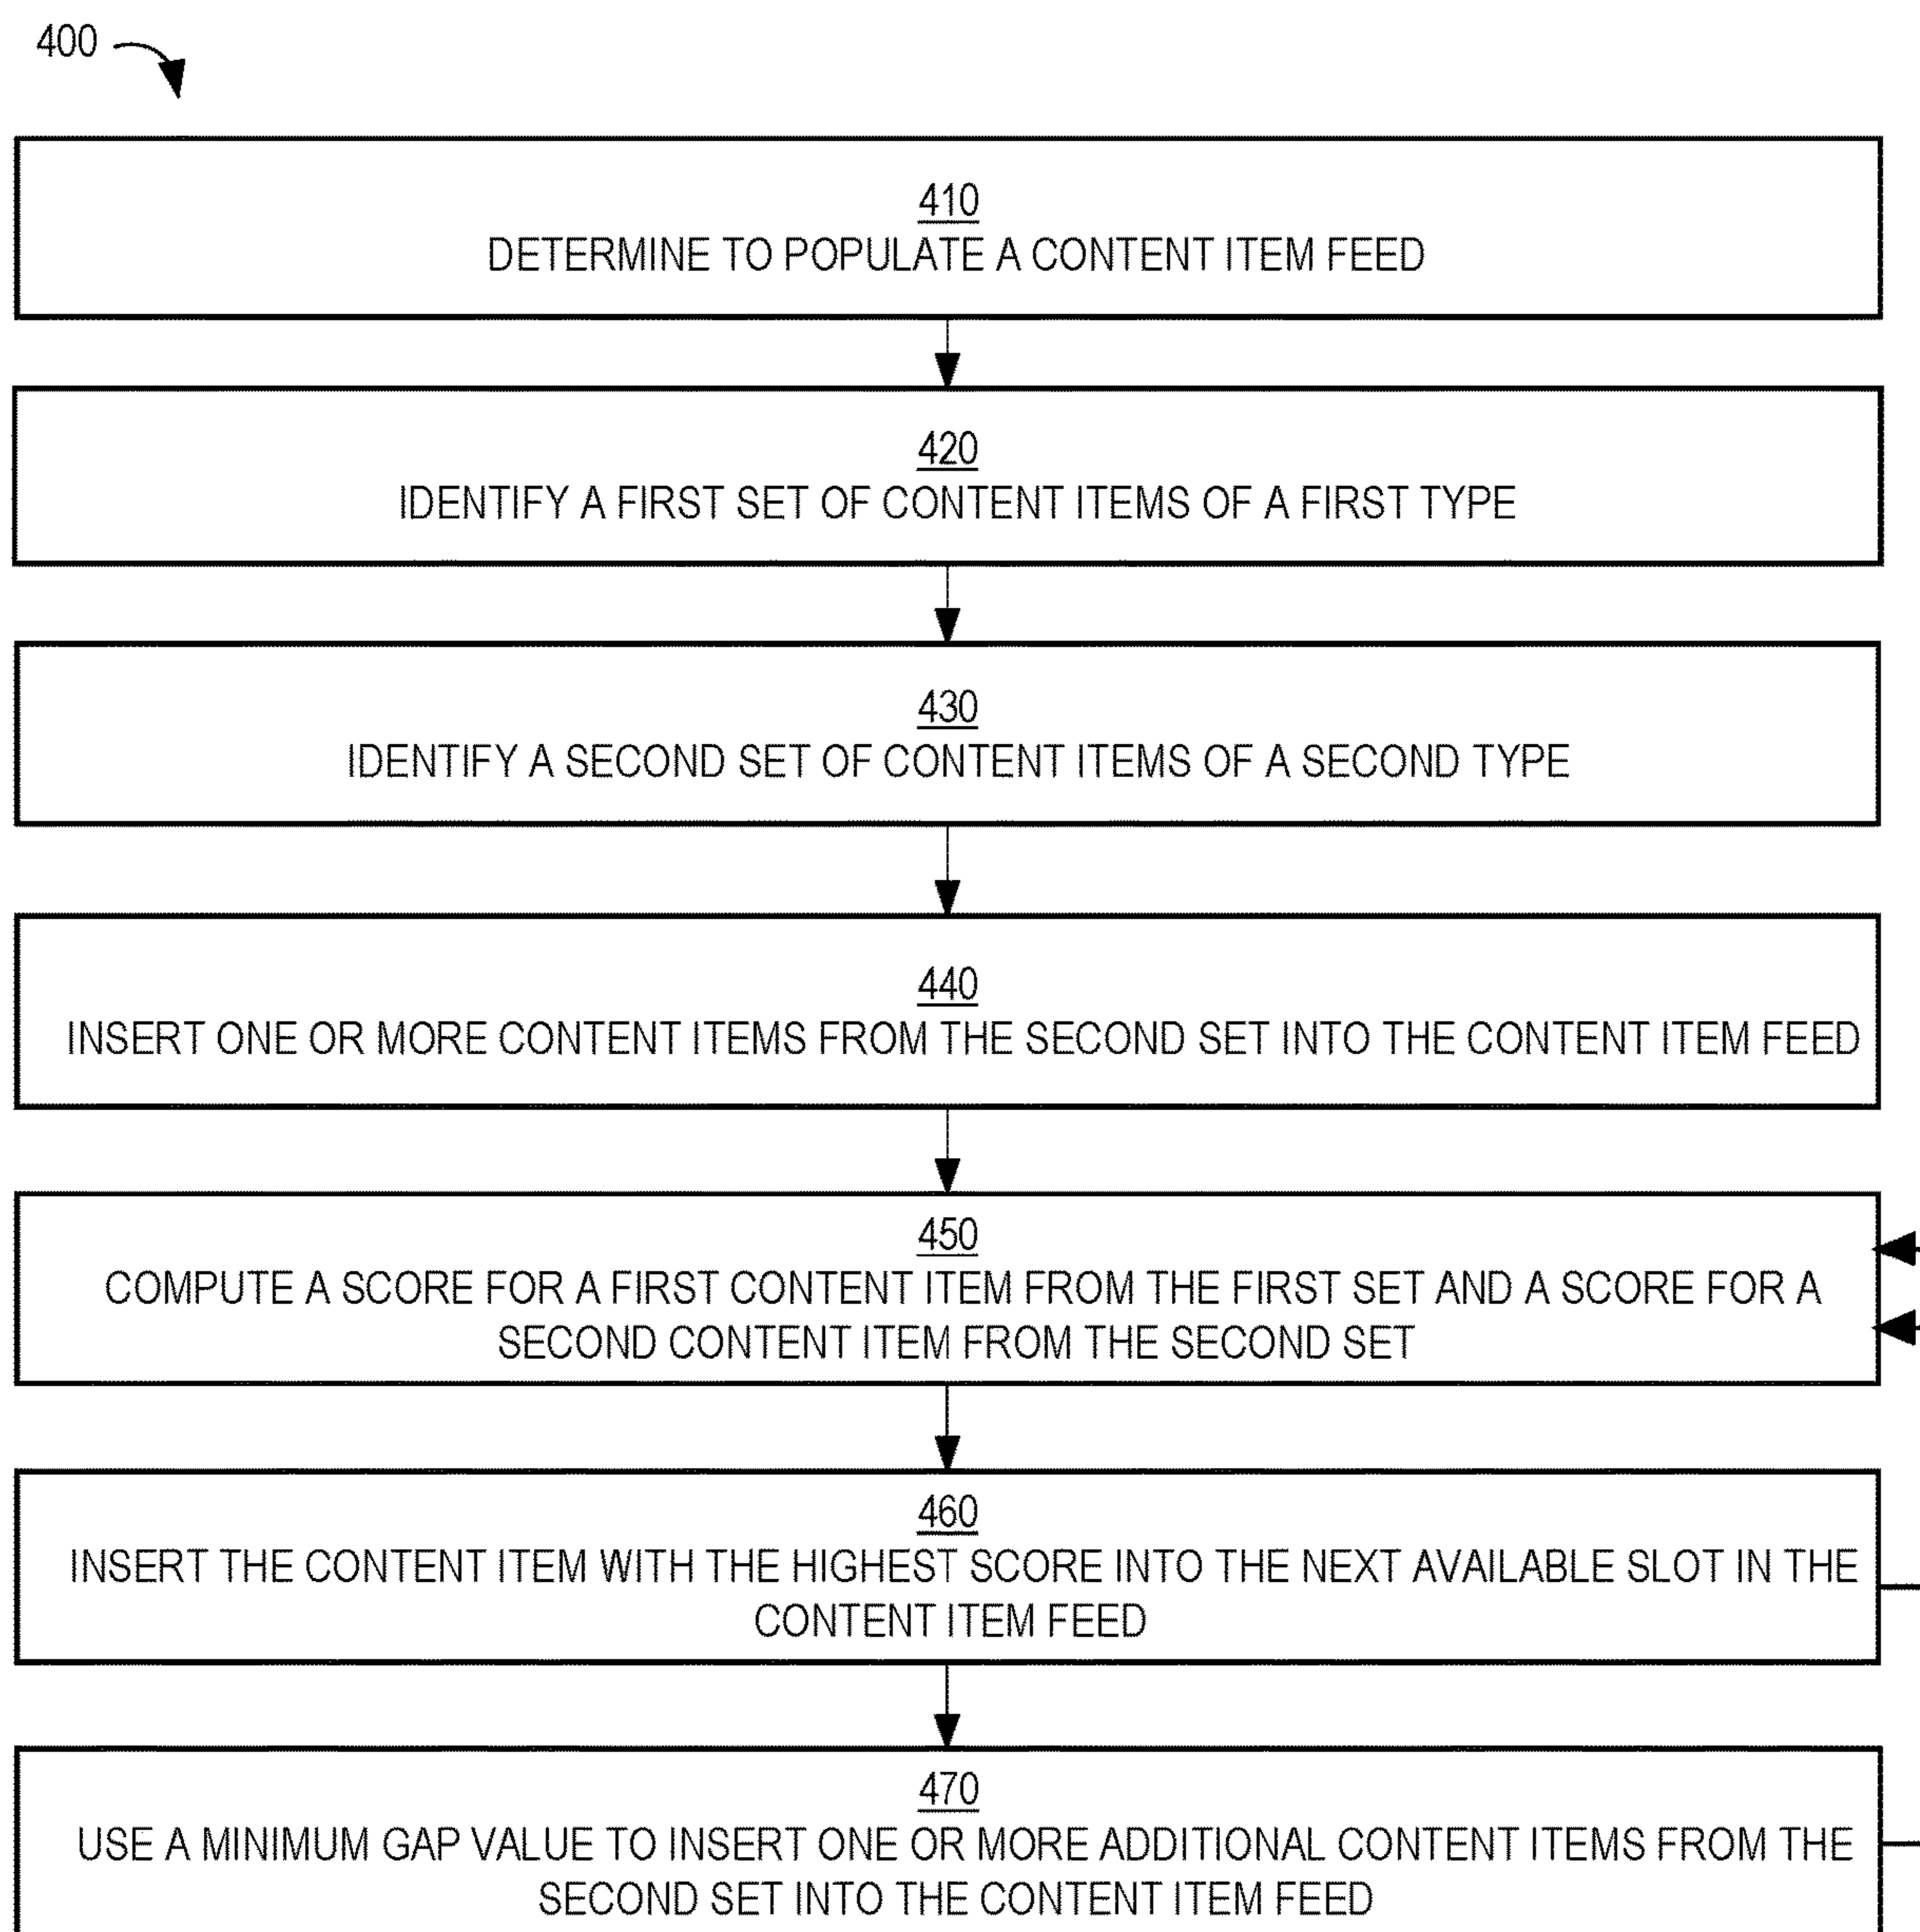 400
410
DETERMINE TO POPULATE A CONTENT ITEM FEED
420
IDENTIFY A FIRST SET OF CONTENT ITEMS OF A FIRST TYPE
430
IDENTIFY A SECOND SET OF CONTENT ITEMS OF A SECOND TYPE
440
INSERT ONE OR MORE CONTENT ITEMS FROM THE SECOND SET INTO THE CONTENT ITEM FEED
450
COMPUTE A SCORE FOR A FIRST CONTENT ITEM FROM THE FIRST SET AND A SCORE FOR A
SECOND CONTENT ITEM FROM THE SECOND SET
460
INSERT THE CONTENT ITEM WITH THE HIGHEST SCORE INTO THE NEXT AVAILABLE SLOT IN THE
CONTENT ITEM FEED
470
USE A MINIMUM GAP VALUE TO INSERT ONE OR MORE ADDITIONAL CONTENT ITEMS FROM THE
SECOND SET INTO THE CONTENT ITEM FEED